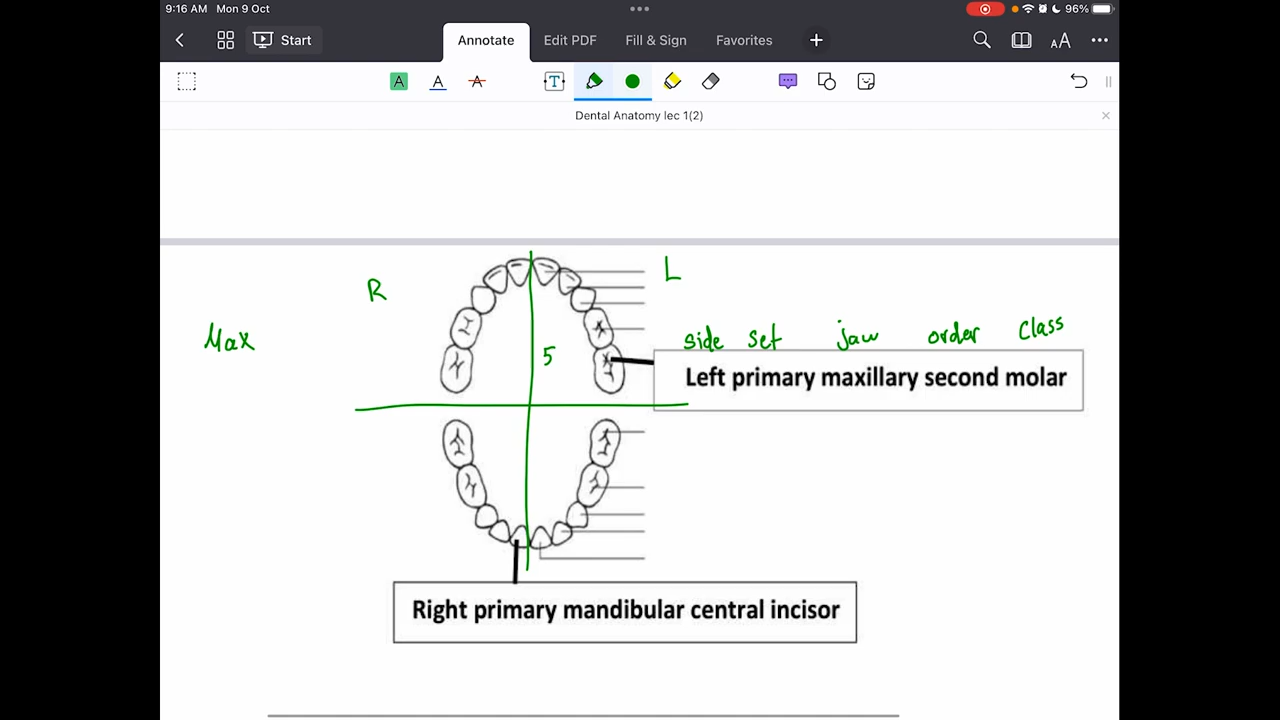 9:16 AM Mon 9 Oct
96%
Start
Annotate
Edit PDF
Fill & Sign
Favorites
AA
A A A T
Dental Anatomy lec 1(2)
R
L
Max
side set jaw order class
5
Left primary maxillary second molar
Right primary mandibular central incisor